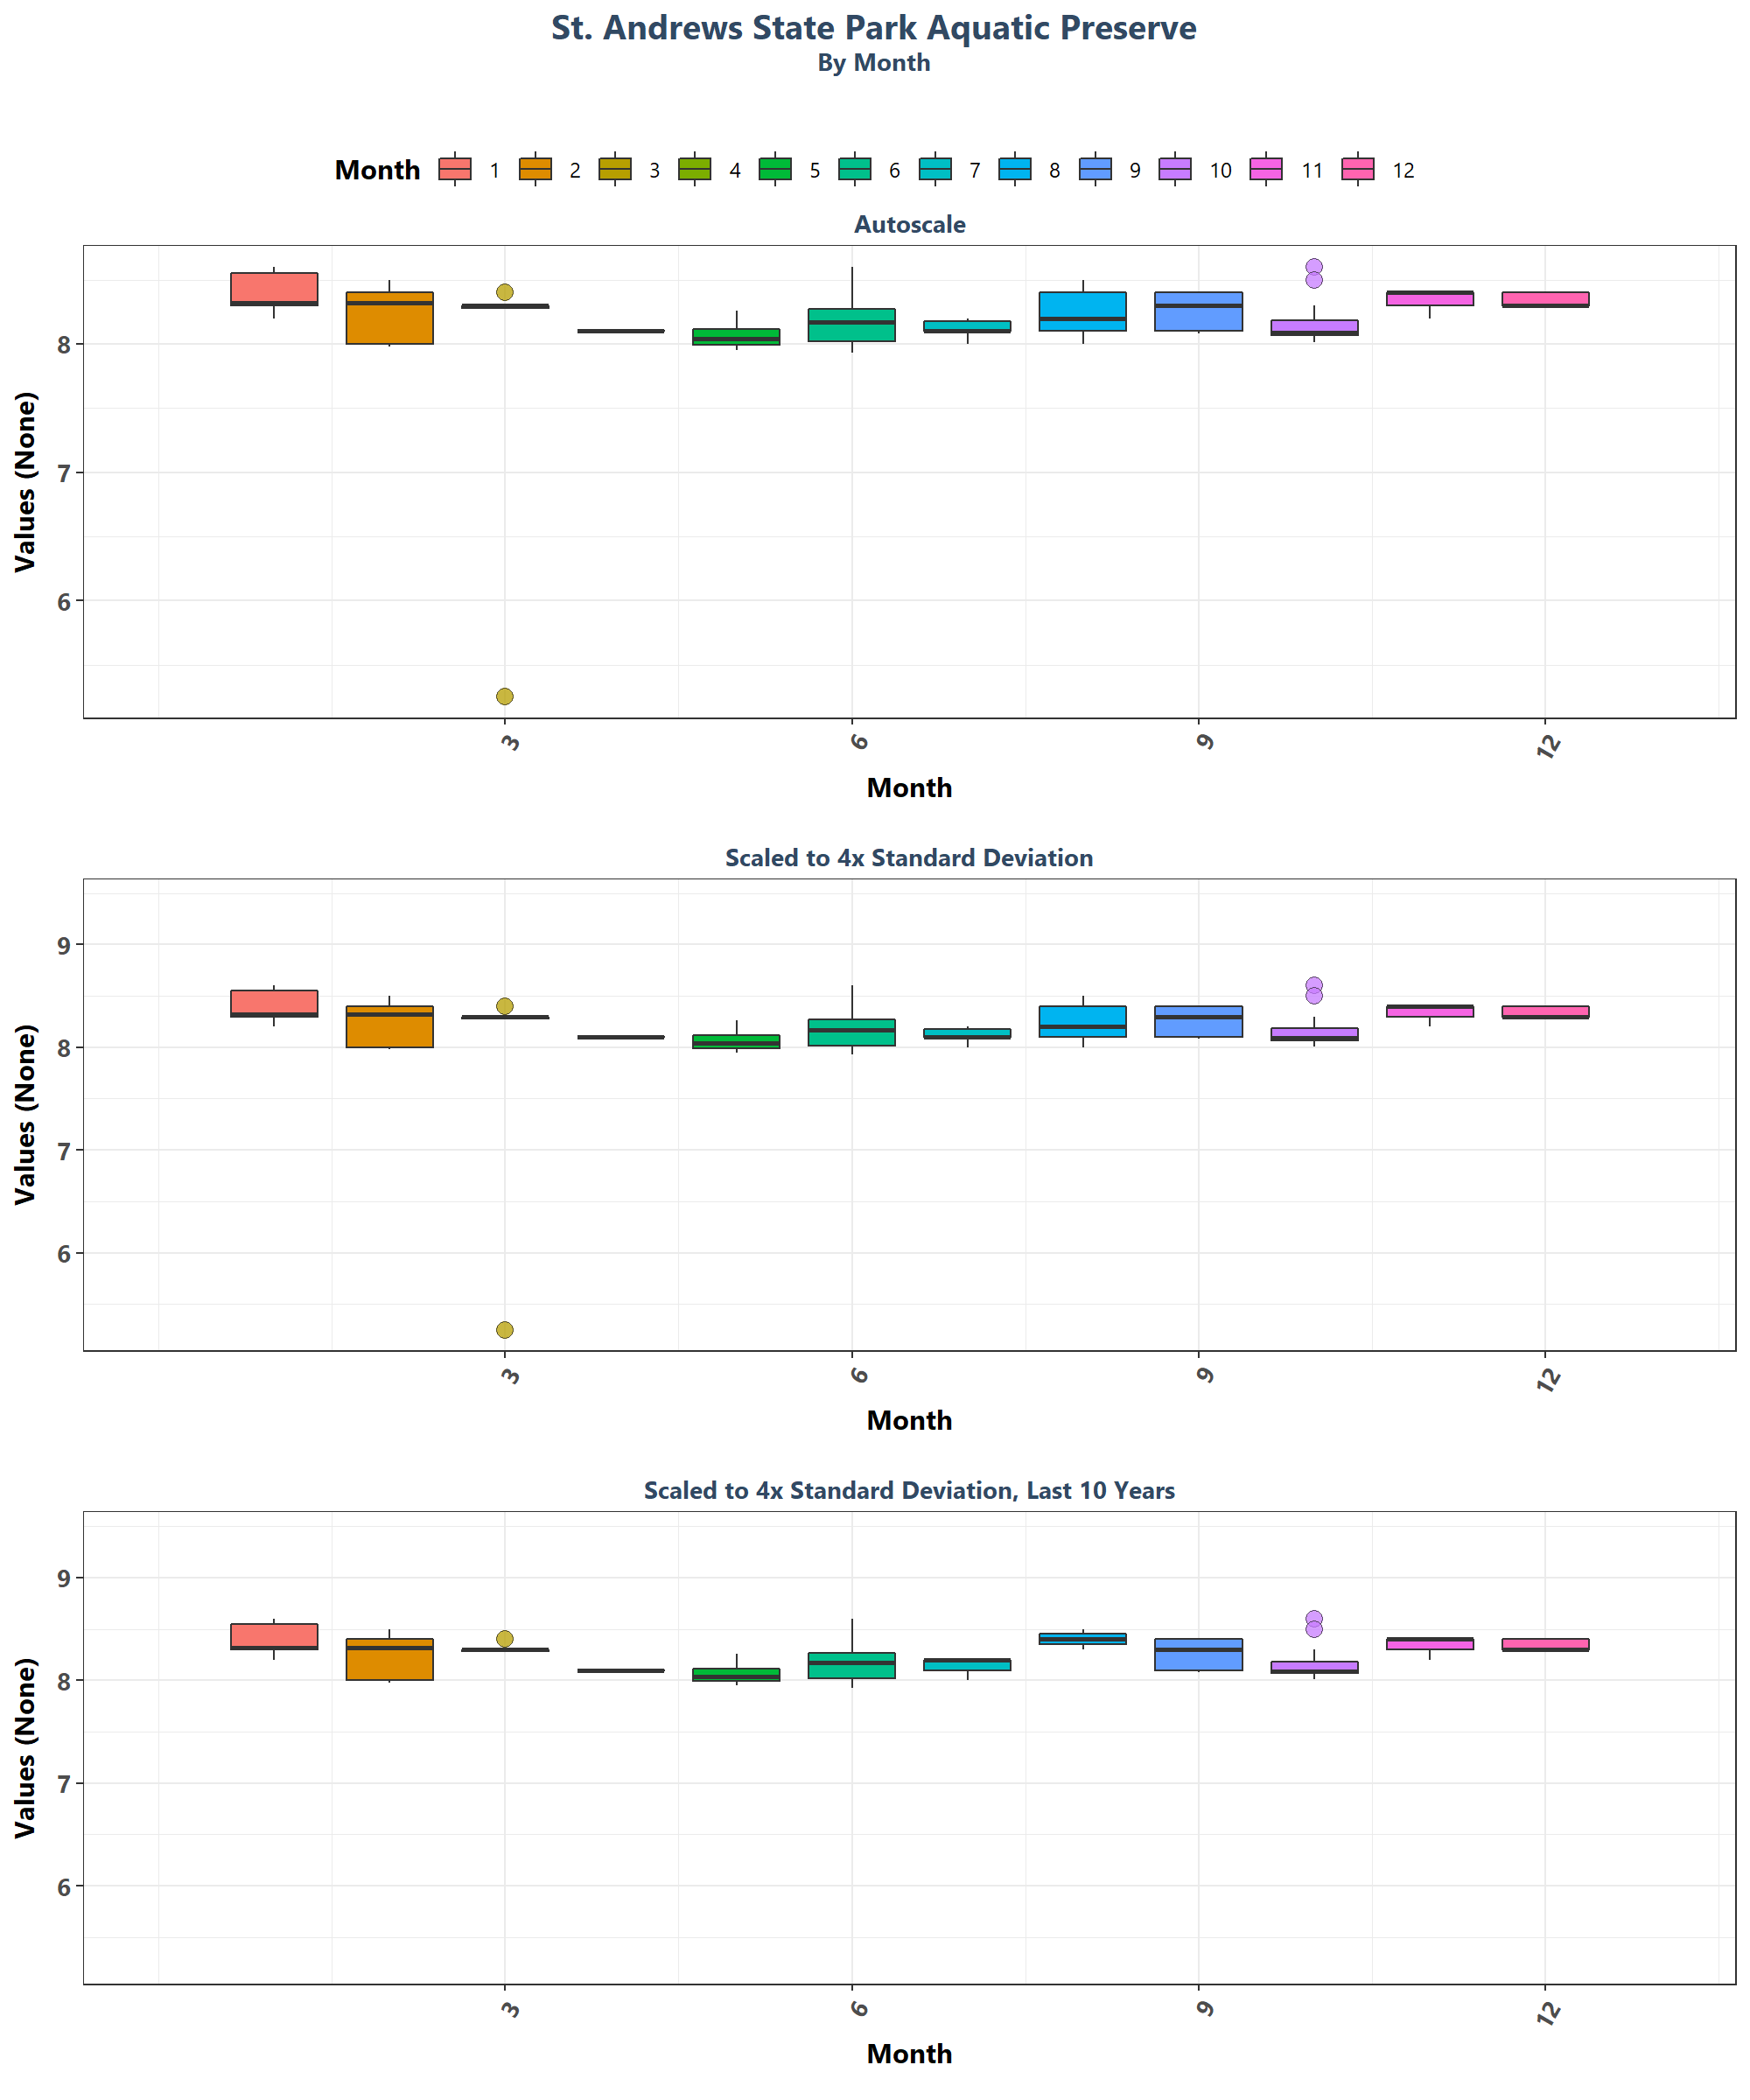 St. Andrews State Park Aquatic Preserve
By Month
Month 1 2 3 4 5 6 7 8 9 10 11 12
Autoscale
Values (None)
8
7
6
3 6 9 12
Month
Scaled to 4x Standard Deviation
Values (None)
9
8
7
6
3 6 9 12
Month
Scaled to 4x Standard Deviation, Last 10 Years
Values (None)
9
8
7
6
3 6 9 12
Month